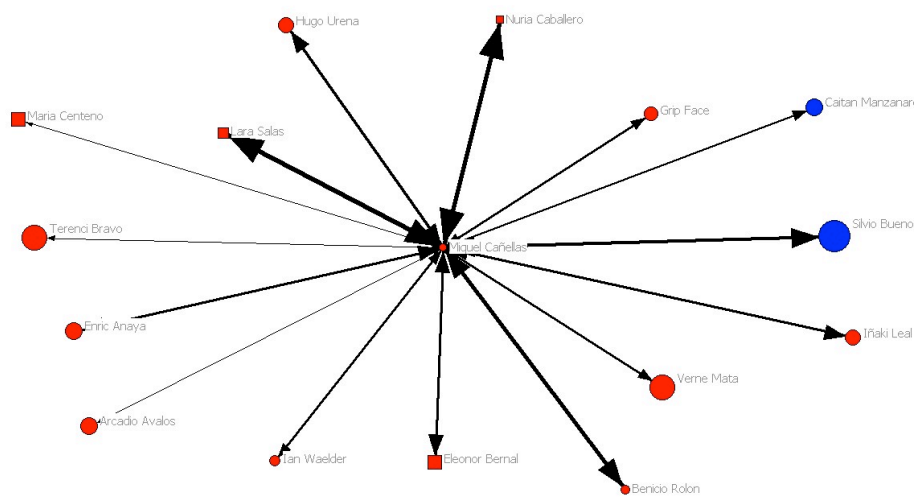 Hugo Urena
Nuria Caballero
Caitan Manzanare
Grip Face
Maria Centeno
Lara Salas
Terenci Bravo
Silvio Bueno
Miguel Cañellas
Enric Anaya
Iñaki Leal
Verne Mata
Arcadio Avalos
Ian Waelder
Eleonor Bernal
Benicio Rolon